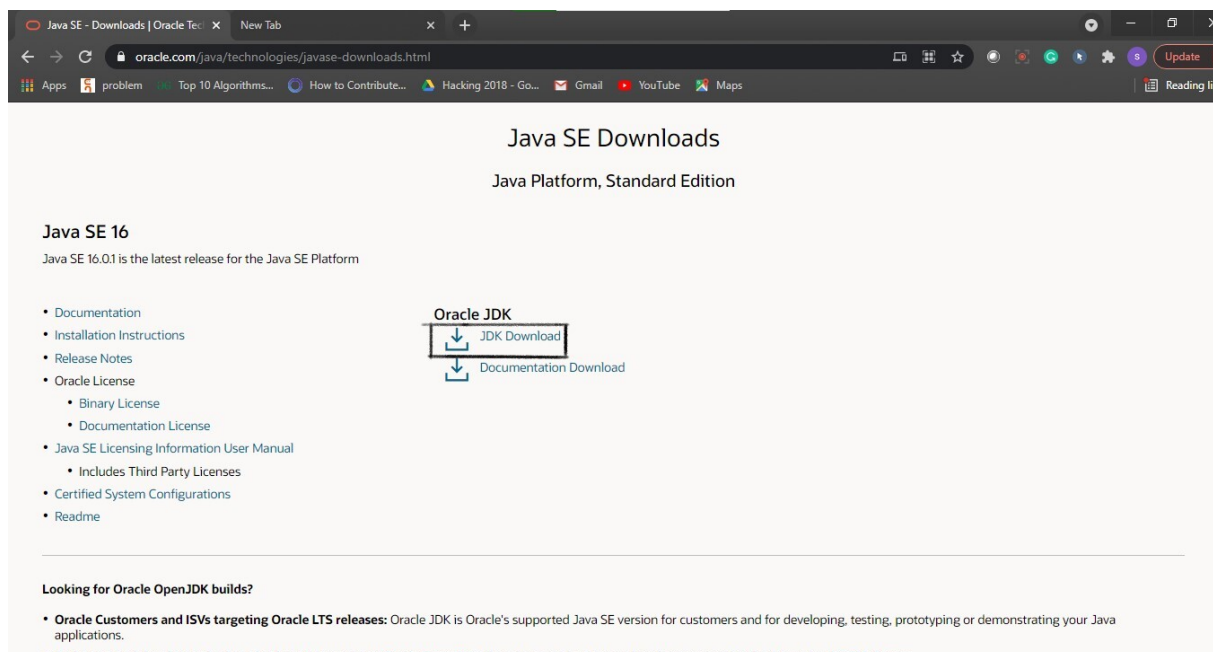 Java SE - Downloads | Oracle Tec
New Tab
oracle.com/java/technologies/javase-downloads.html
Update
Apps
problem
Top 10 Algorithms...
How to Contribute...
Hacking 2018 - Go...
Gmail
YouTube
Maps
Reading li
Java SE Downloads
Java Platform, Standard Edition
Java SE 16
Java SE 16.0.1 is the latest release for the Java SE Platform
• Documentation
• Installation Instructions
• Release Notes
• Oracle License
• Binary License
• Documentation License
• Java SE Licensing Information User Manual
• Includes Third Party Licenses
• Certified System Configurations
• Readme
Oracle JDK
JDK Download
Documentation Download
Looking for Oracle OpenJDK builds?
• Oracle Customers and ISVs targeting Oracle LTS releases: Oracle JDK is Oracle's supported Java SE version for customers and for developing, testing, prototyping or demonstrating your Java
applications.